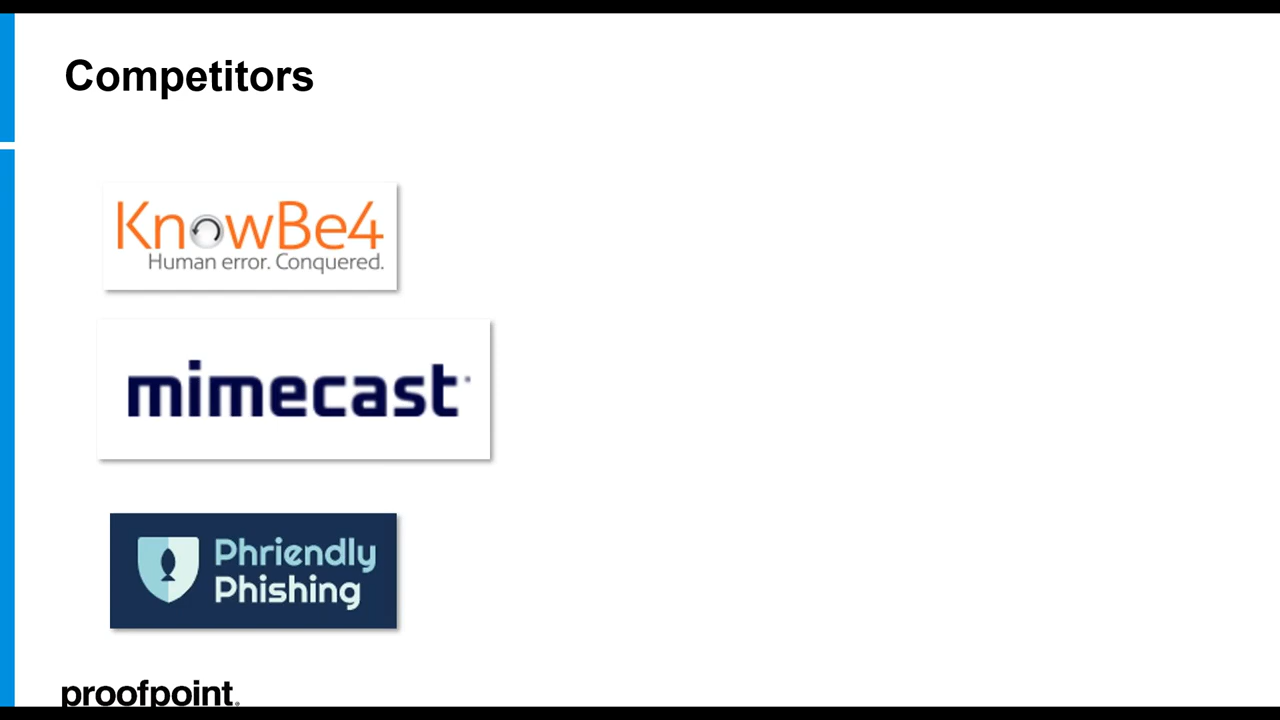 Competitors
KnowBe4
Human error. Conquered.
mimecast
Phriendly
Phishing
proofpoint.